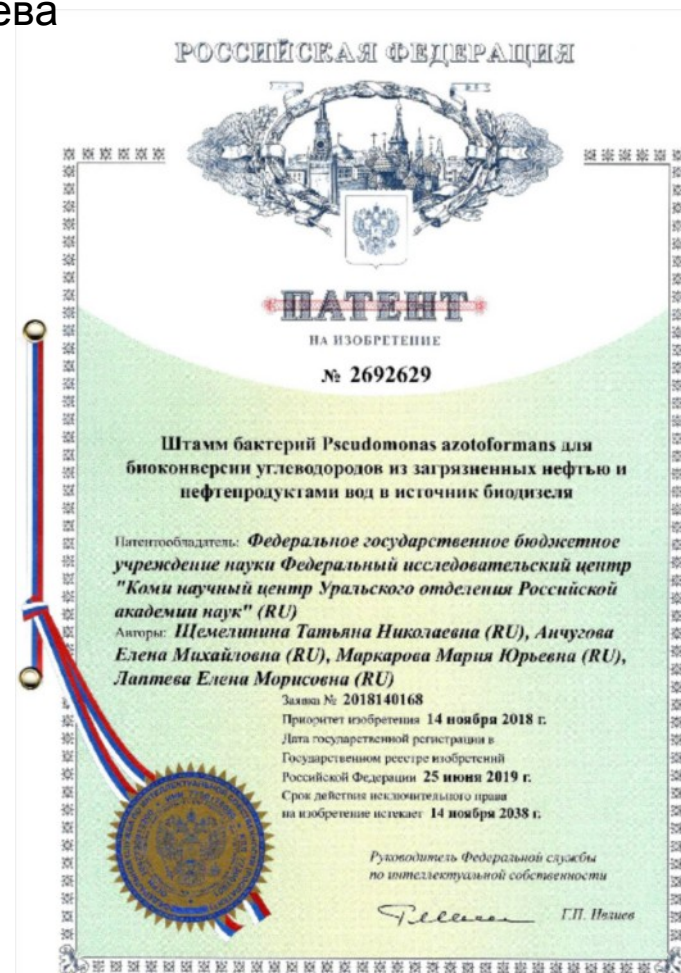 ева
РОССИЙСКАЯ ФЕДЕРАЦИЯ
ПАТЕНТ
НА ИЗОБРЕТЕНИЕ
№ 2692629
Штамм бактерий Pseudomonas azotoformans для
биоконверсии углеводородов из загрязненных нефтью и
нефтепродуктами вод в источник биодизеля
Патентообладатель: Федеральное государственное бюджетное
учреждение науки Федеральный исследовательский центр
"Коми научный центр Уральского отделения Российской
академии наук" (RU)
Авторы: Щемелинина Татьяна Николаевна (RU), Анчугова
Елена Михайловна (RU), Маркарова Мария Юрьевна (RU),
Лаптева Елена Морисовна (RU)
Заявка № 2018140168
Приоритет изобретения 14 ноября 2018 г.
Дата государственной регистрации в
Государственном реестре изобретений
Российской Федерации 25 июня 2019 г.
Срок действия исключительного права
на изобретение истекает 14 ноября 2038 г.
Руководитель Федеральной службы
по интеллектуальной собственности
Г.П. Ивлиев